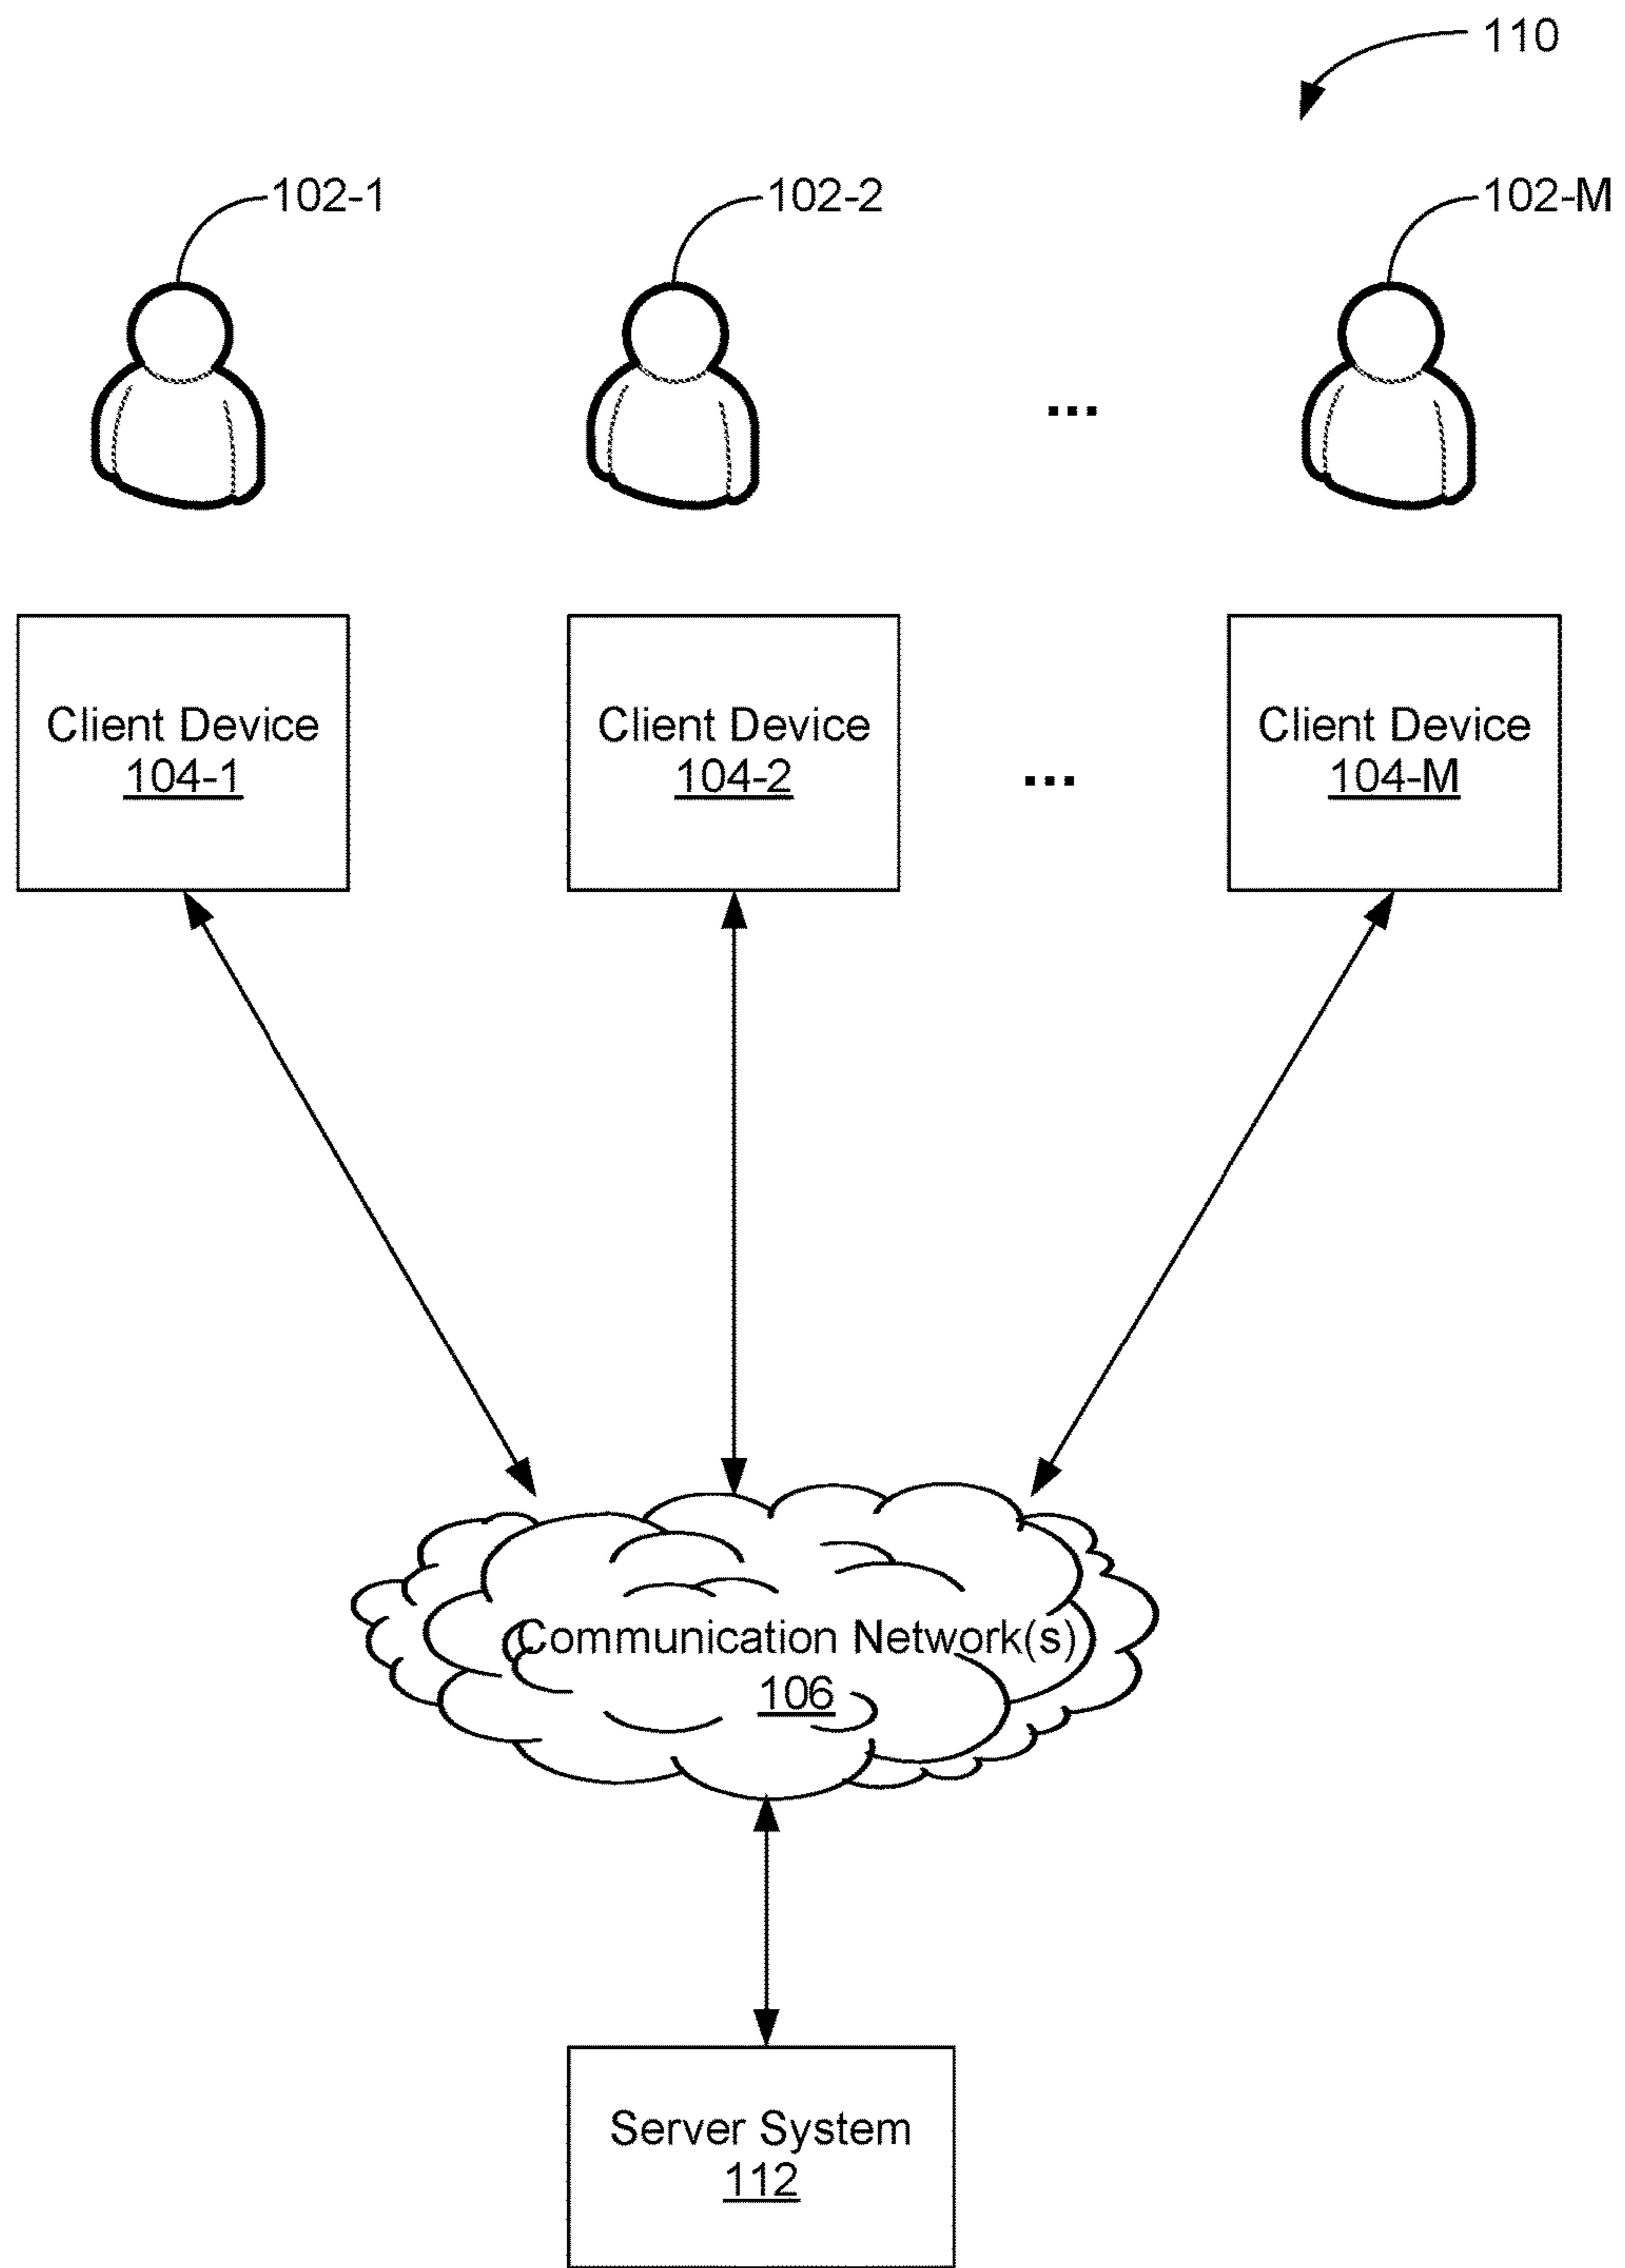 110
102-1
102-2
102-M
...
Client Device
104-1
Client Device
104-2
...
Client Device
104-M
Communication Network(s)
106
Server System
112